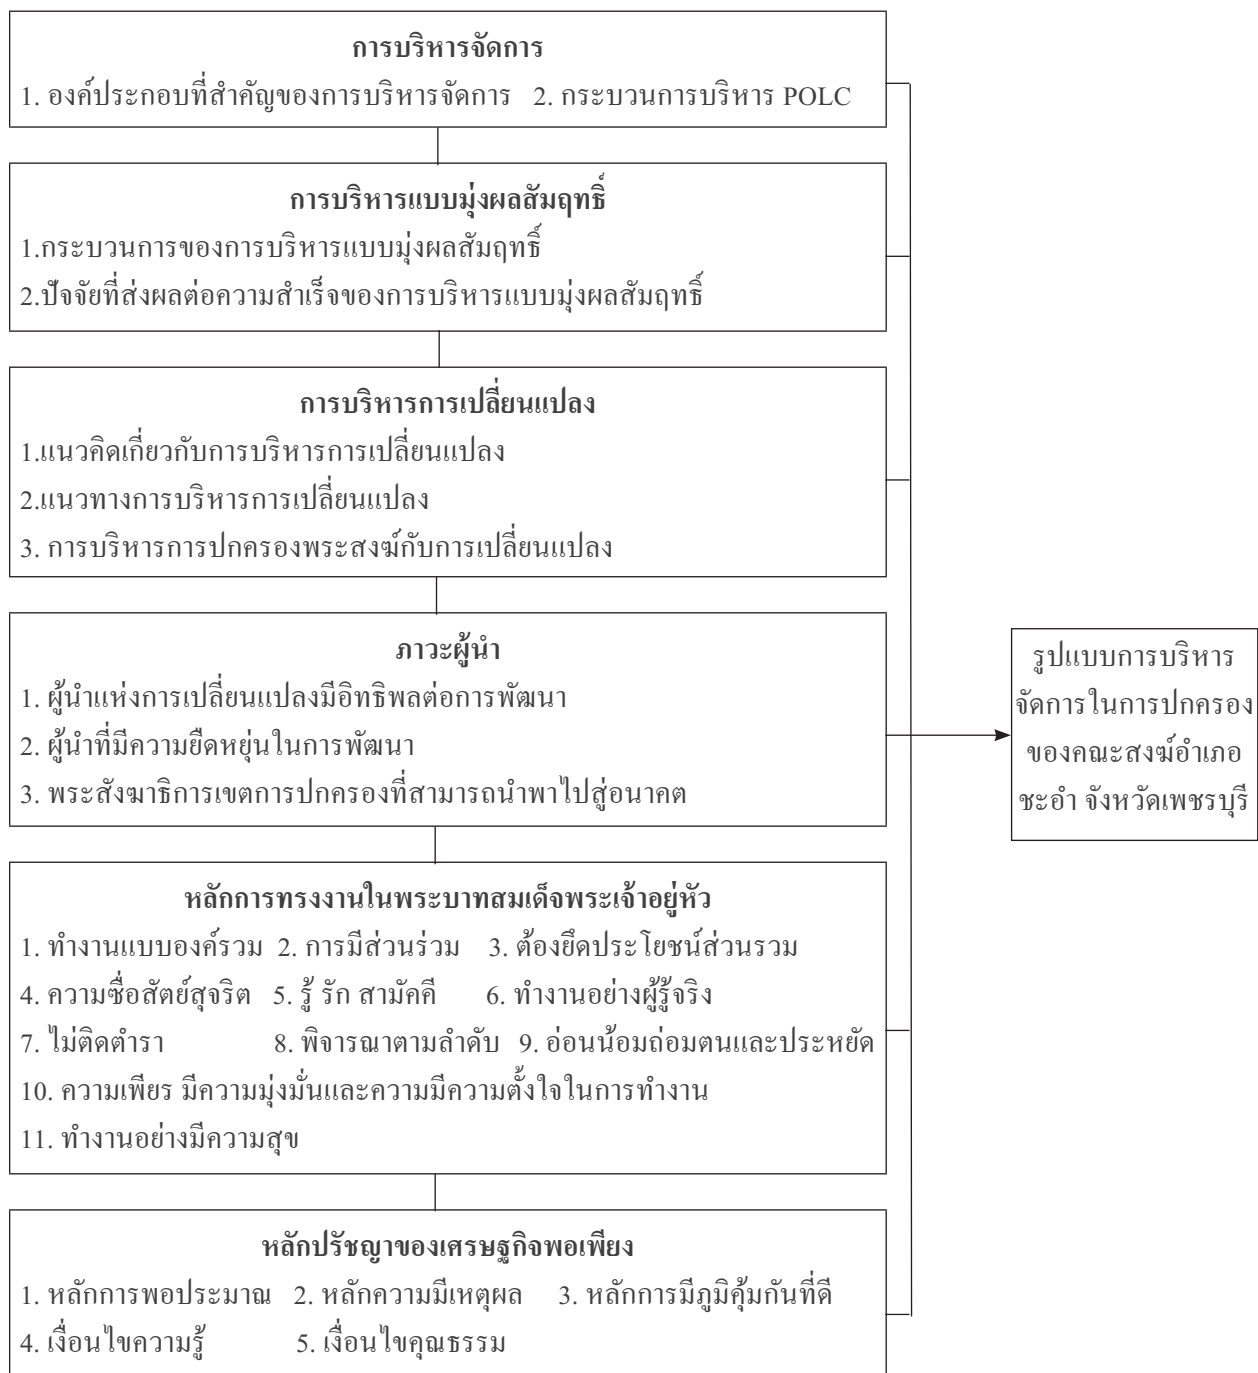 การบริหารจัดการ
1. องค์ประกอบที่สำคัญของการบริหารจัดการ 2. กระบวนการบริหาร POLC
การบริหารแบบมุ่งผลสัมฤทธิ์
1.กระบวนการของการบริหารแบบมุ่งผลสัมฤทธิ์
2.ปัจจัยที่ส่งผลต่อความสำเร็จของการบริหารแบบมุ่งผลสัมฤทธิ์
การบริหารการเปลี่ยนแปลง
1.แนวคิดเกี่ยวกับการบริหารการเปลี่ยนแปลง
2.แนวทางการบริหารการเปลี่ยนแปลง
3. การบริหารการปกครองพระสงฆ์กับการเปลี่ยนแปลง
ภาวะผู้นำ
1. ผู้นำแห่งการเปลี่ยนแปลงมีอิทธิพลต่อการพัฒนา
2. ผู้นำที่มีความยืดหยุ่นในการพัฒนา
3. พระสังฆาธิการเขตการปกครองที่สามารถนำพาไปสู่อนาคต
หลักการทรงงานในพระบาทสมเด็จพระเจ้าอยู่หัว
1. ทำงานแบบองค์รวม 2. การมีส่วนร่วม 3. ต้องยึดประโยชน์ส่วนรวม
4. ความซื่อสัตย์สุจริต 5. รู้ รัก สามัคคี 6. ทำงานอย่างผู้รู้จริง
7. ไม่ติดตำรา 8. พิจารณาตามลำดับ 9. อ่อนน้อมถ่อมตนและประหยัด
10. ความเพียร มีความมุ่งมั่นและความมีความตั้งใจในการทำงาน
11. ทำงานอย่างมีความสุข
หลักปรัชญาของเศรษฐกิจพอเพียง
1. หลักการพอประมาณ 2. หลักความมีเหตุผล 3. หลักการมีภูมิคุ้มกันที่ดี
4. เงื่อนไขความรู้ 5. เงื่อนไขคุณธรรม
รูปแบบการบริหาร
จัดการในการปกครอง
ของคณะสงฆ์อำเภอ
ชะอำ จังหวัดเพชรบุรี